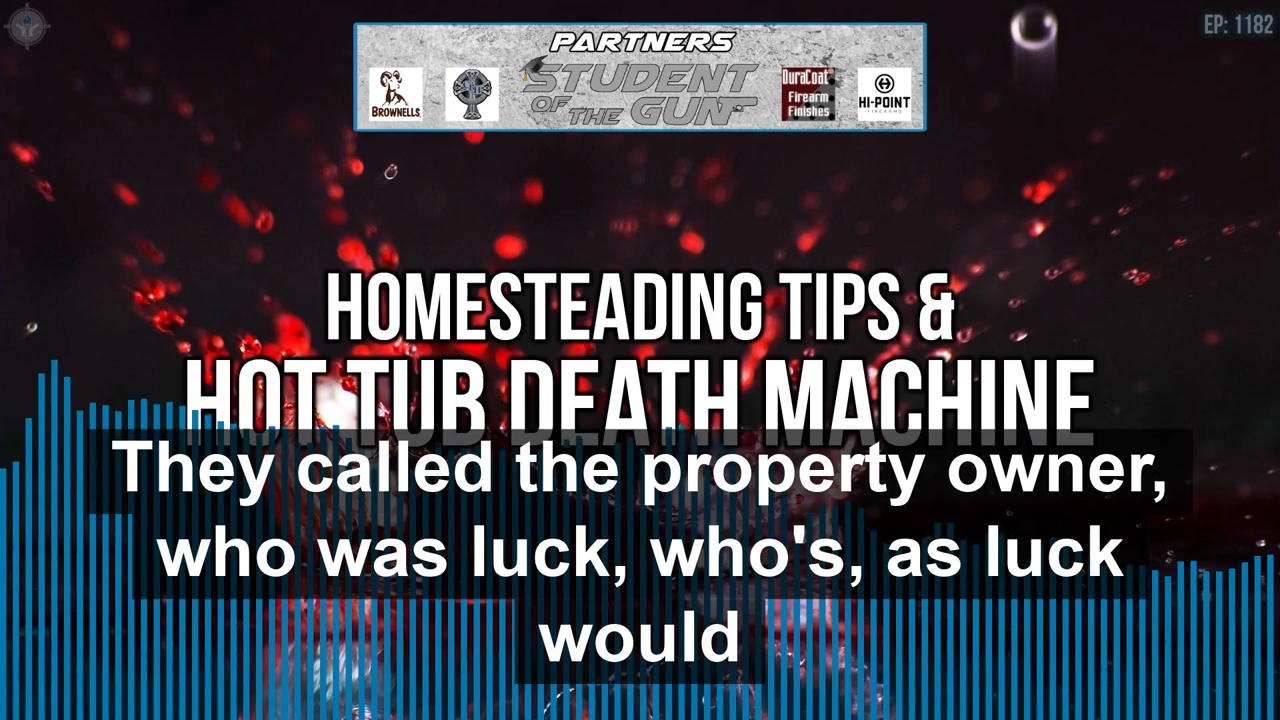 EP: 1182
PARTNERS
STUDENT
OF THE GUN
BROWNELLS
DuraCoat
Firearm
Finishes
HI-POINT
FIREARMS
HOMESTEADING TIPS &
HOT TUB DEATH MACHINE
They called the property owner,
who was luck, who's, as luck
would